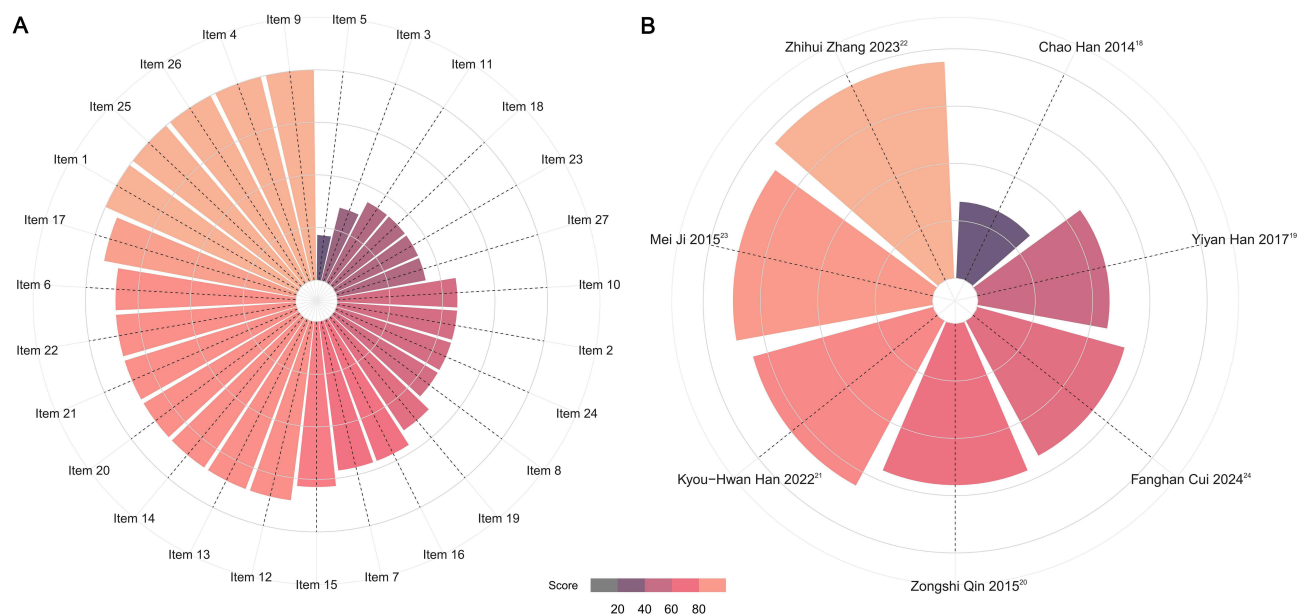 A
Item 9
Item 5
Item 4
Item 3
Item 26
Item 11
Item 25
Item 18
Item 1
Item 23
Item 17
Item 27
Item 6
Item 10
Item 22
Item 2
Item 21
Item 24
Item 20
Item 8
Item 14
Item 19
Item 13
Item 16
Item 12
Item 7
Item 15
B
Zhihui Zhang 2023²²
Chao Han 2014¹⁸
Mei Ji 2015²³
Yiyan Han 2017¹⁹
Kyou−Hwan Han 2022²¹
Fanghan Cui 2024²⁴
Zongshi Qin 2015²⁰
Score
20 40 60 80